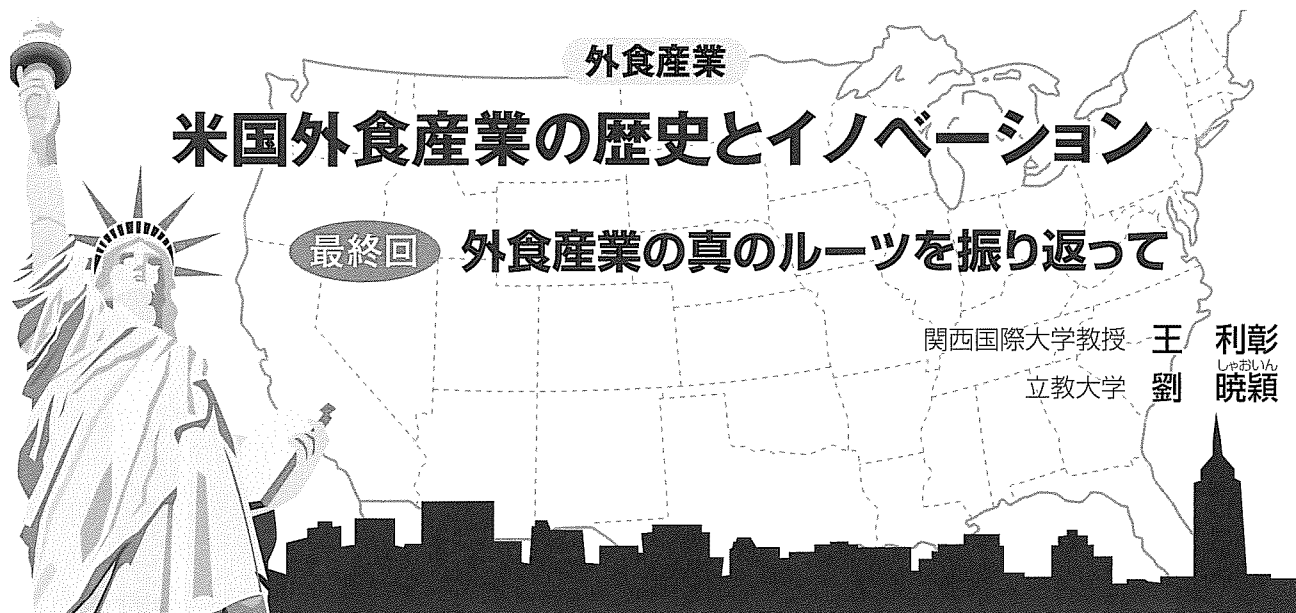 外食産業
米国外食産業の歴史とイノベーション
最終回 外食産業の真のルーツを振り返って
関西国際大学教授 王 利彰
しゃおいん
立教大学 劉 暁穎